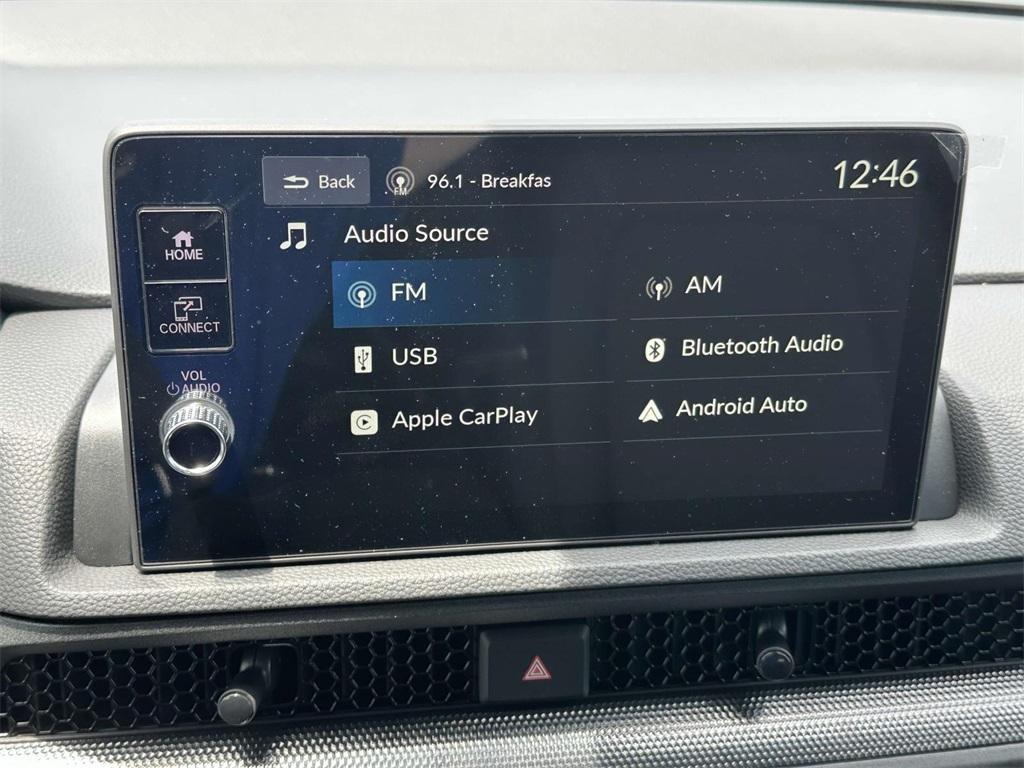 Back
FM
96.1 - Breakfas
12:46
HOME
CONNECT
VOL
AUDIO
Audio Source
FM
AM
USB
Bluetooth Audio
Apple CarPlay
Android Auto